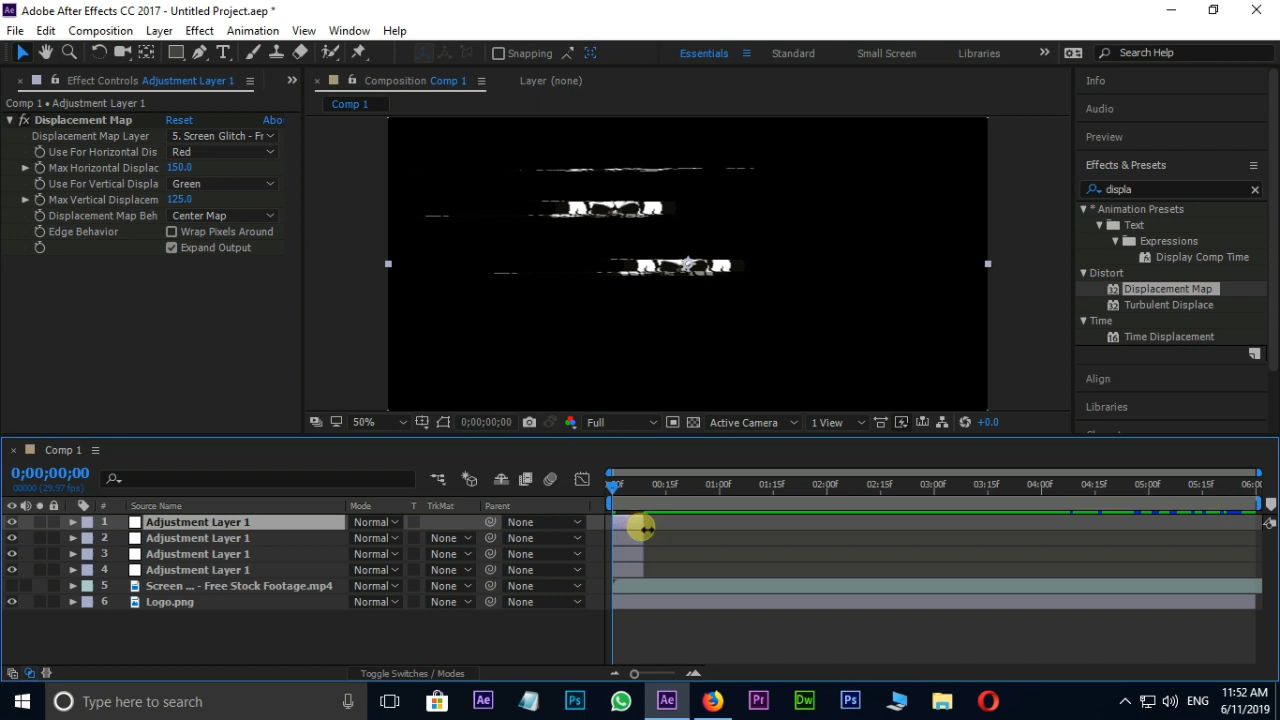 Adobe After Effects CC 2017 - Untitled Project.aep *
File Edit Composition Layer Effect Animation View Window Help
Snapping Essentials Standard Small Screen Libraries Search Help
Effect Controls Adjustment Layer 1 Composition Comp 1 Layer (none) Info
Comp 1 • Adjustment Layer 1 Comp 1 Audio
fx Displacement Map Reset Abo
Displacement Map Layer 5. Screen Glitch - Fr Preview
Use For Horizontal Dis Red
Max Horizontal Displac 150.0 Effects & Presets
Use For Vertical Displa Green displa
Max Vertical Displacem 125.0 * Animation Presets
Displacement Map Beh Center Map Text
Edge Behavior Wrap Pixels Around Expressions
Expand Output Display Comp Time
Distort
Displacement Map
Turbulent Displace
Time
Time Displacement
Align
Libraries
50% 0;00;00;00 Full Active Camera 1 View +0.0
Comp 1
0;00;00;00
00000 (29.97 fps) 00:15f 01:00f 01:15f 02:00f 02:15f 03:00f 03:15f 04:00f 04:15f 05:00f 05:15f 06:0
# Source Name Mode T TrkMat Parent
1 Adjustment Layer 1 Normal None
2 Adjustment Layer 1 Normal None None
3 Adjustment Layer 1 Normal None None
4 Adjustment Layer 1 Normal None None
5 Screen ... - Free Stock Footage.mp4 Normal None None
6 Logo.png Normal None None
Toggle Switches / Modes
Type here to search Ae Ps Ae Pr Dw Ps ENG 11:52 AM
6/11/2019